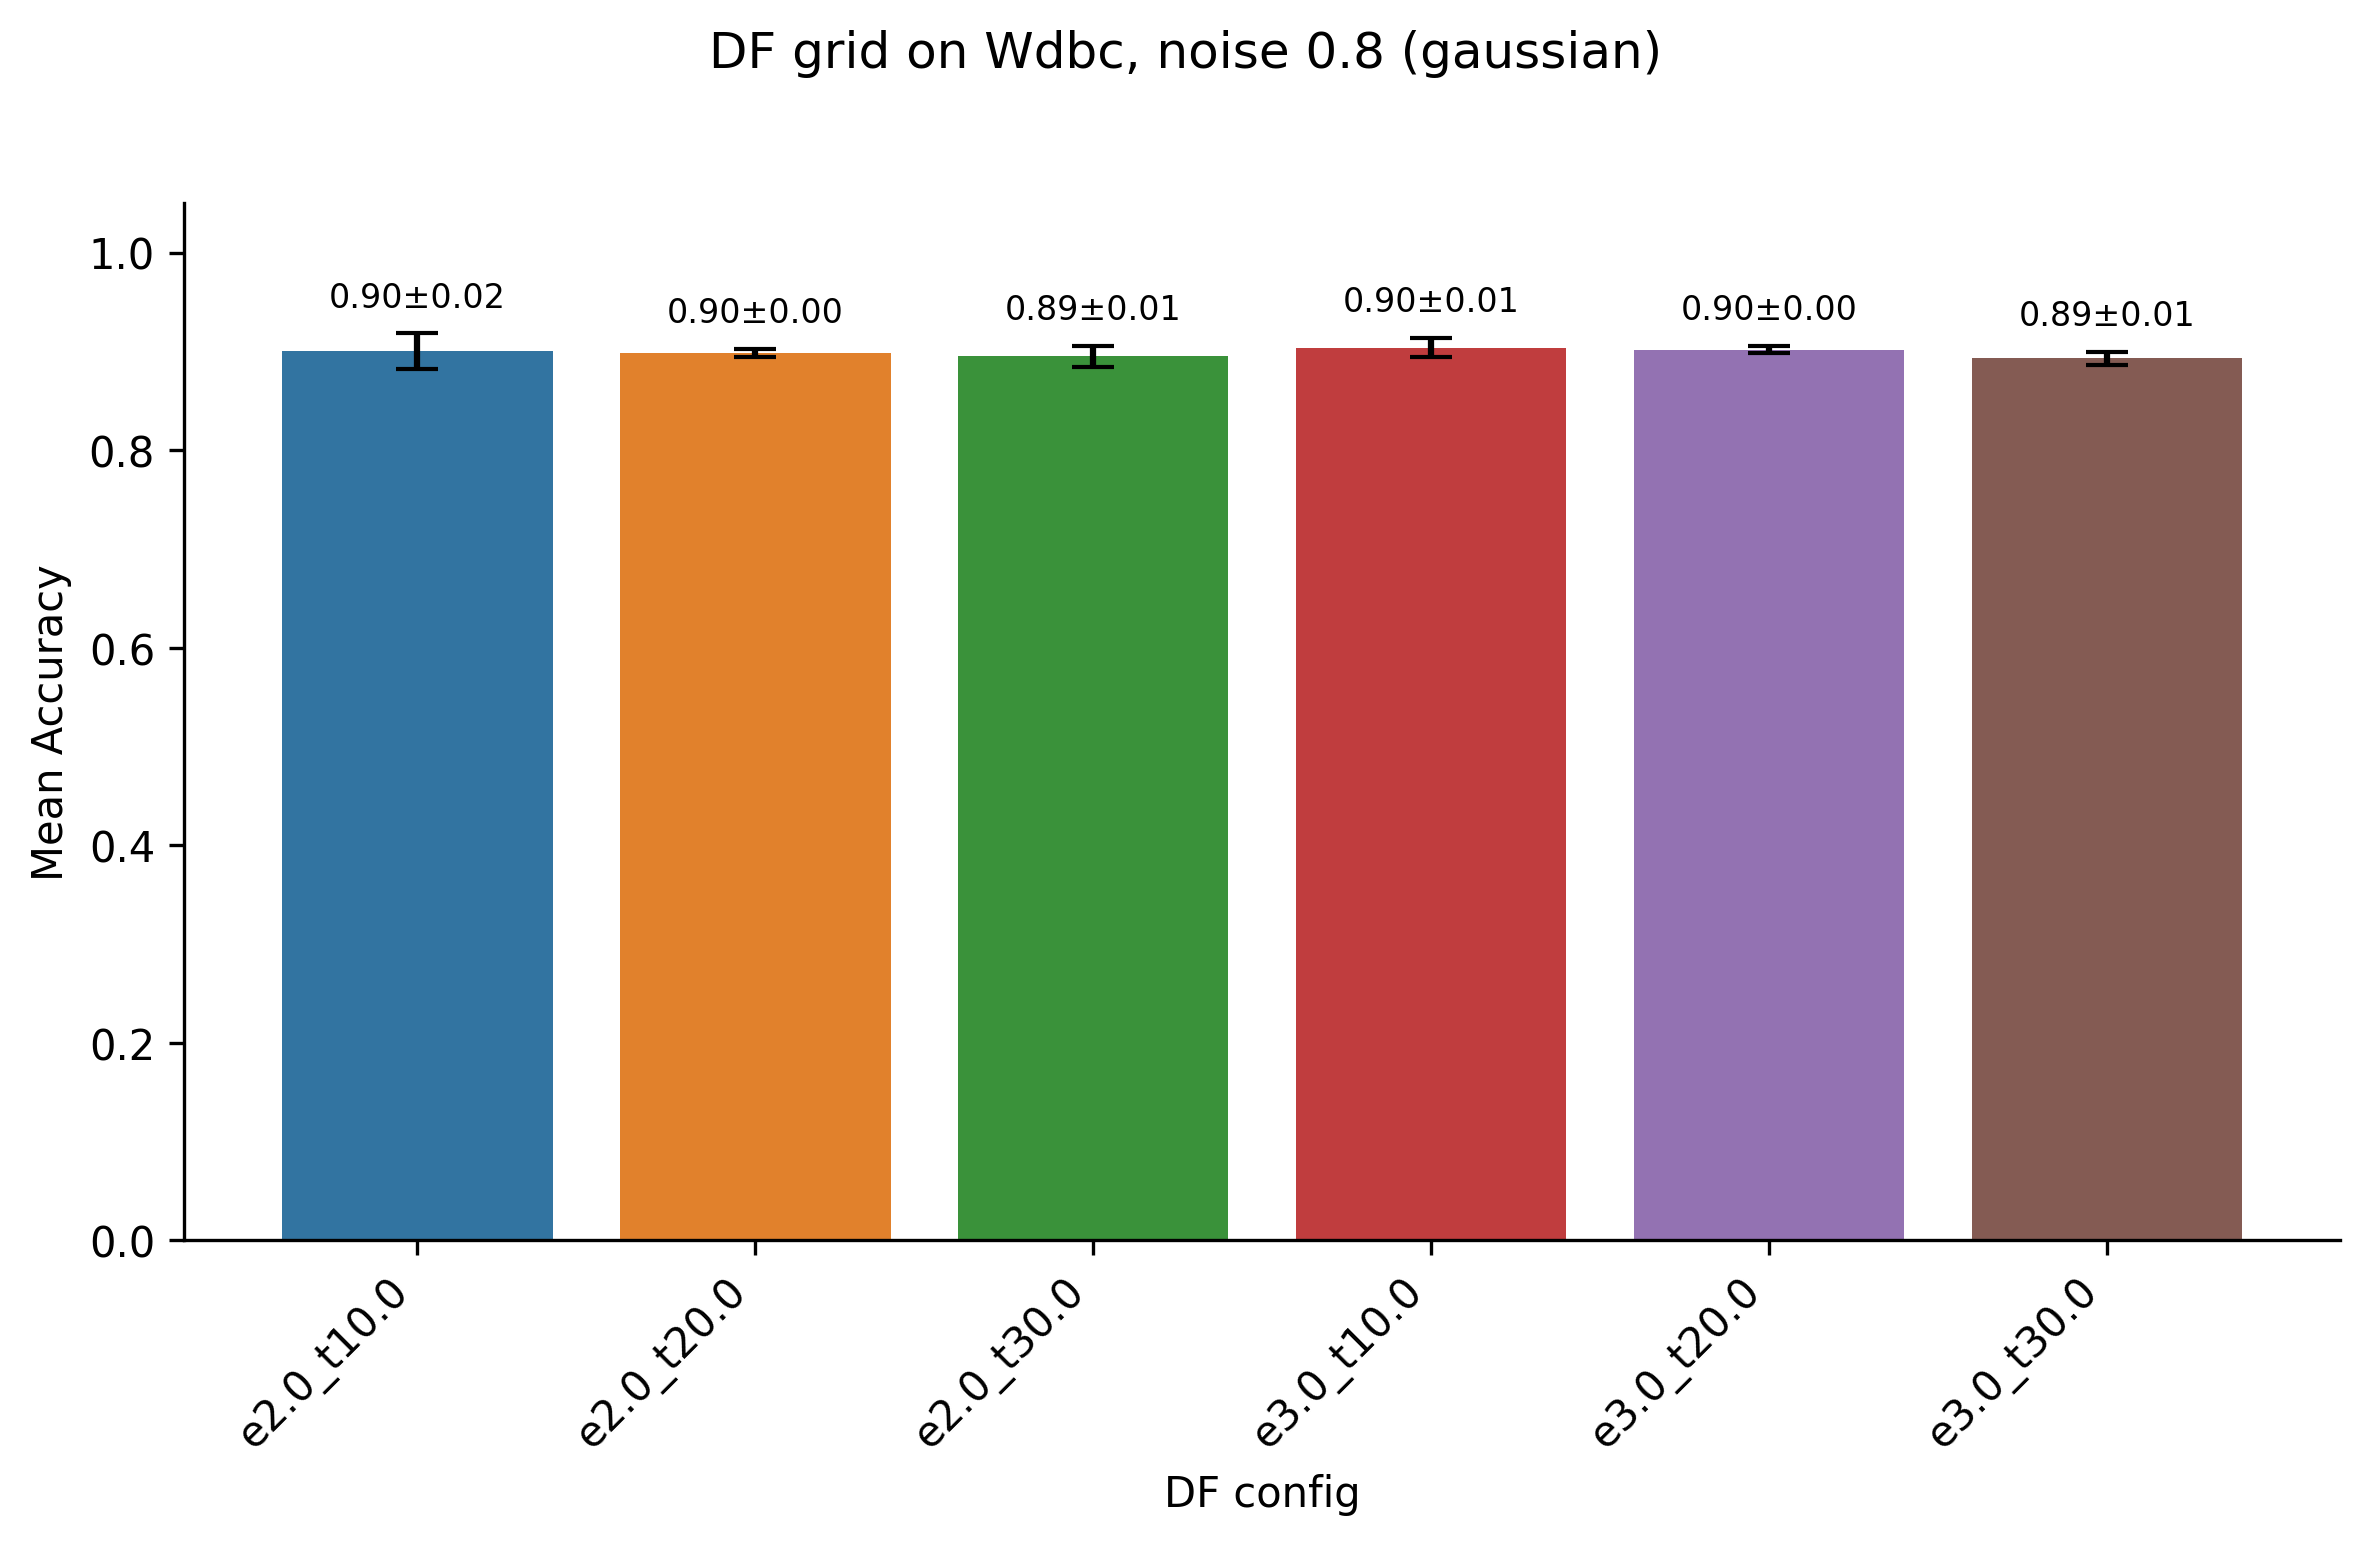 DF grid on Wdbc, noise 0.8 (gaussian)
1.0
0.8
0.6
0.4
0.2
0.0
Mean Accuracy
0.90±0.02
0.90±0.00
0.89±0.01
0.90±0.01
0.90±0.00
0.89±0.01
e2.0_t10.0
e2.0_t20.0
e2.0_t30.0
e3.0_t10.0
e3.0_t20.0
e3.0_t30.0
DF config